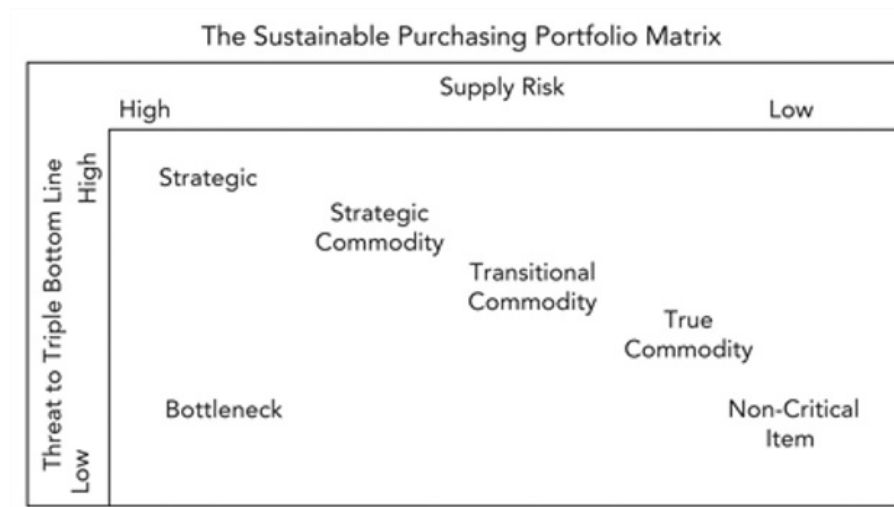 The Sustainable Purchasing Portfolio Matrix
Supply Risk
High
Low
Threat to Triple Bottom Line
High
Low
Strategic
Strategic
Commodity
Transitional
Commodity
True
Commodity
Bottleneck
Non-Critical
Item